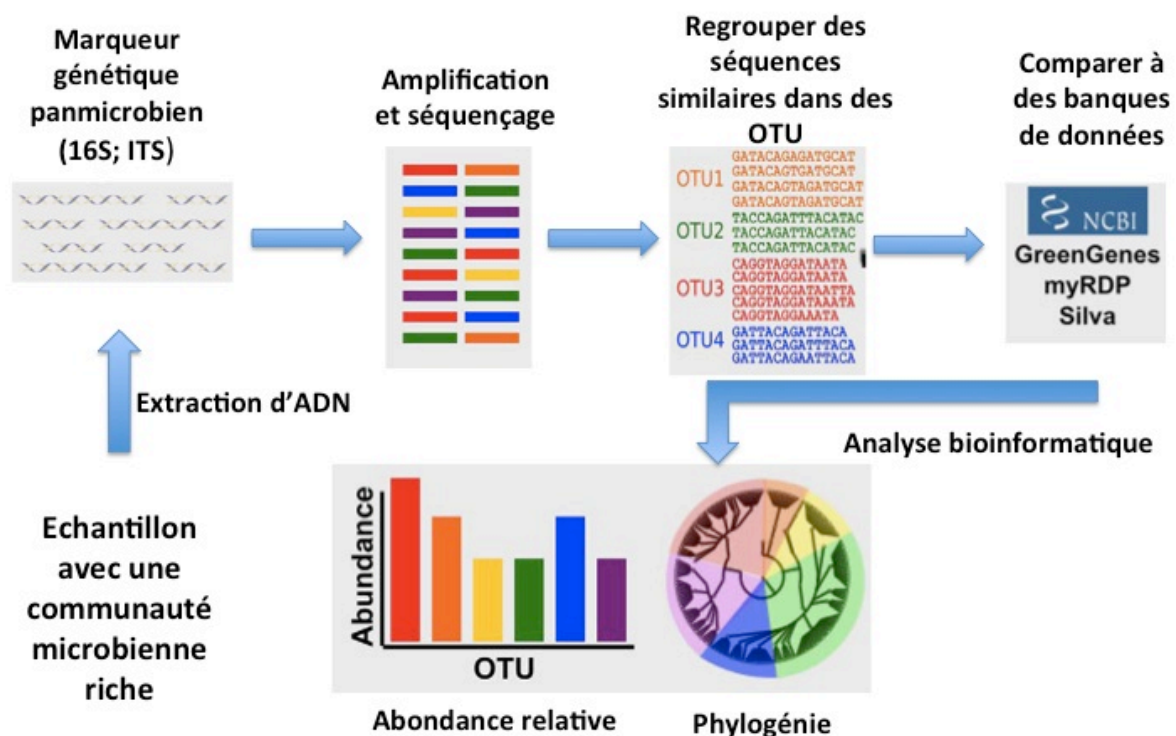 Marqueur
génétique
panmicrobien
(16S; ITS)
Amplification
et séquençage
Regrouper des
séquences
similaires dans des
OTU
Comparer à
des banques
de données
OTU1
GATACAGAGATGCAT
GATACAGTGATGCAT
GATACAGTAGATGCAT
GATACAGTAGATGCAT
OTU2
TACCAGATTTACATAC
TACCAGATTACATAC
TACCAGATTACATAC
OTU3
CAGGTAGGATAATA
CAGGTAGGATAATA
CAGGTAGGATAATTA
CAGGTAGGATAAATA
CAGGTAGGAAATA
OTU4
GATTACAGATTACA
GATTACAGATTTACA
GATTACAGAATTACA
NCBI
GreenGenes
myRDP
Silva
Extraction d'ADN
Analyse bioinformatique
Echantillon
avec une
communauté
microbienne
riche
Abundance
OTU
Abondance relative
Phylogénie